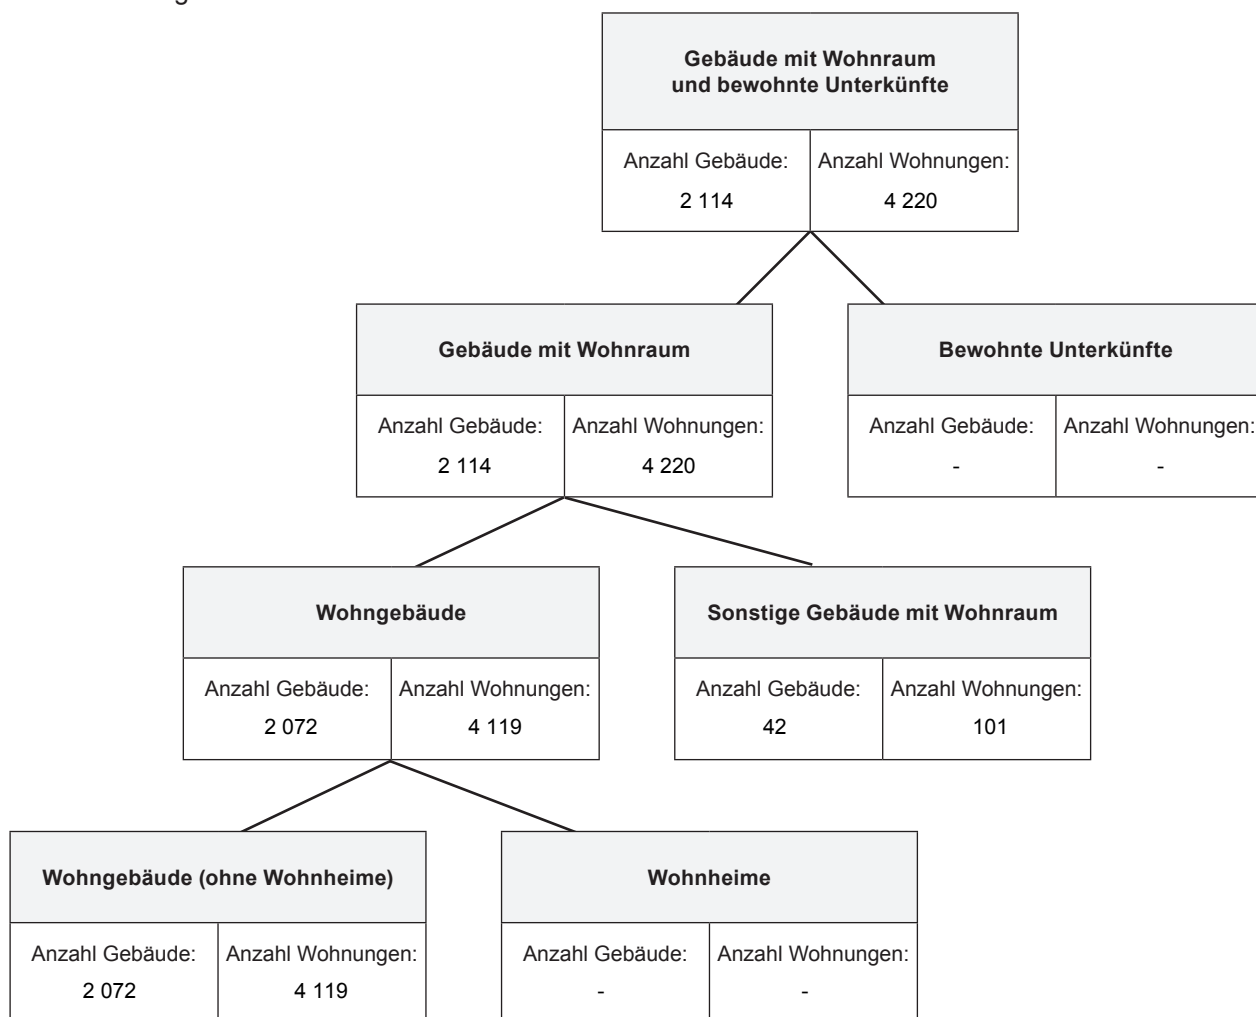 Gebäude mit Wohnraum
und bewohnte Unterkünfte
Anzahl Gebäude: Anzahl Wohnungen:
2 114 4 220
Gebäude mit Wohnraum
Anzahl Gebäude: Anzahl Wohnungen:
2 114 4 220
Bewohnte Unterkünfte
Anzahl Gebäude: Anzahl Wohnungen:
- -
Wohngebäude
Anzahl Gebäude: Anzahl Wohnungen:
2 072 4 119
Sonstige Gebäude mit Wohnraum
Anzahl Gebäude: Anzahl Wohnungen:
42 101
Wohngebäude (ohne Wohnheime)
Anzahl Gebäude: Anzahl Wohnungen:
2 072 4 119
Wohnheime
Anzahl Gebäude: Anzahl Wohnungen:
- -